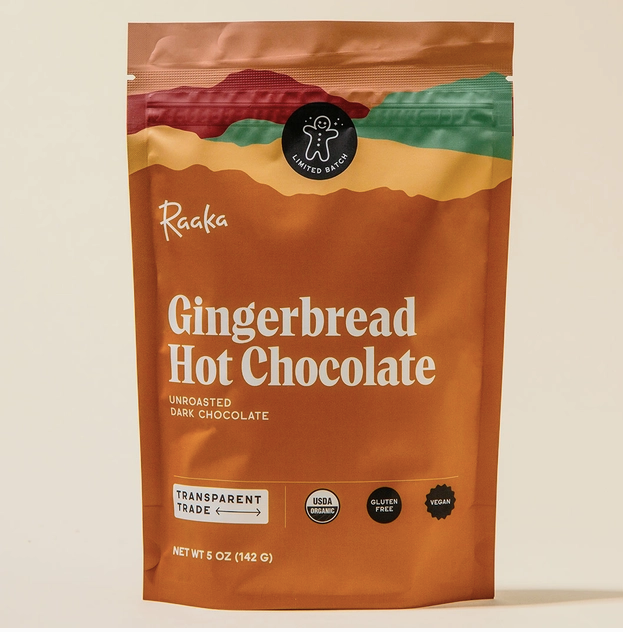 LIMITED BATCH
Raaka
Gingerbread
Hot Chocolate
UNROASTED
DARK CHOCOLATE
TRANSPARENT
TRADE
USDA
ORGANIC
GLUTEN
FREE
VEGAN
NET WT 5 OZ (142 G)